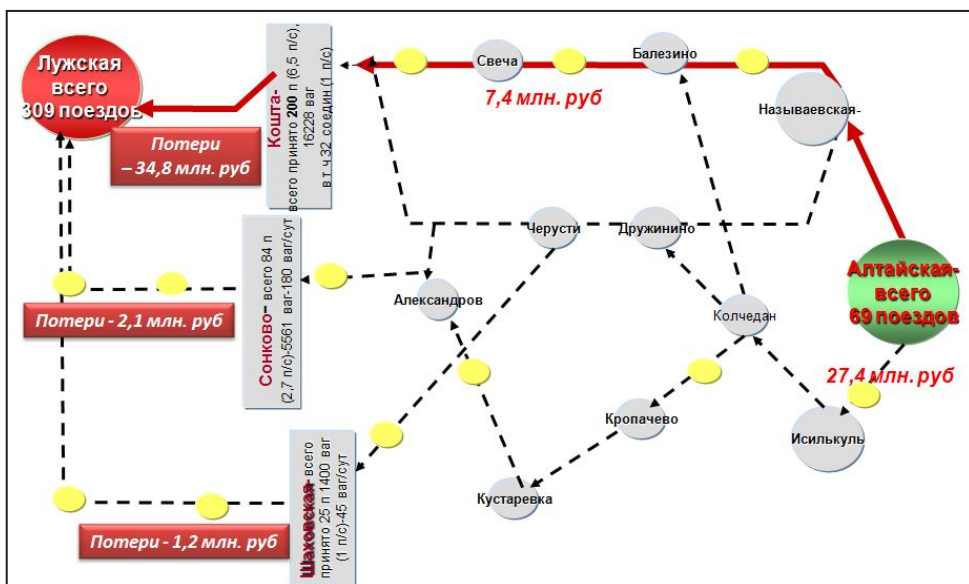 Лужская
всего
309 поездов
Потери
– 34,8 млн. руб
Кошта-
всего принято 200 п (6,5 п/с),
16228 ваг
в т ч 32 соедин (1 п/с)
Свеча
7,4 млн. руб
Балезино
Называевская-
Черусти
Дружинино
Алтайская-
всего
69 поездов
27,4 млн. руб
Потери - 2,1 млн. руб
Сонково– всего 84 п
(2,7 п/с)-5561 ваг-180 ваг/сут
Александров
Колчедан
Кропачево
Исилькуль
Кустаревка
Шаховская- всего
принято 25 п 1400 ваг
(1 п/с)-45 ваг/сут
Потери - 1,2 млн. руб